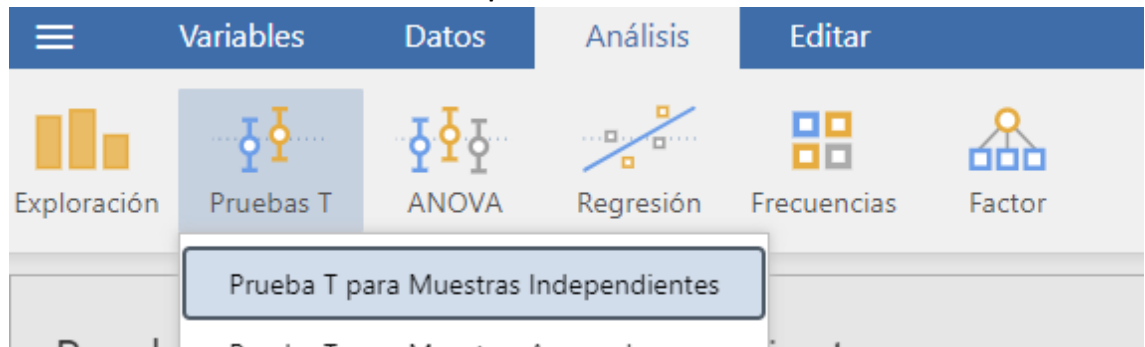 Variables Datos Análisis Editar
Exploración Pruebas T ANOVA Regresión Frecuencias Factor
Prueba T para Muestras Independientes